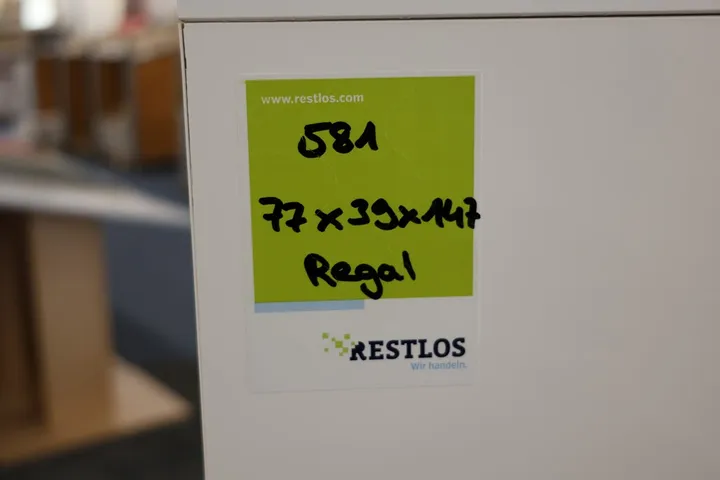 www.restlos.com
581
77x39x147
Regal
RESTLOS
Wir handeln.